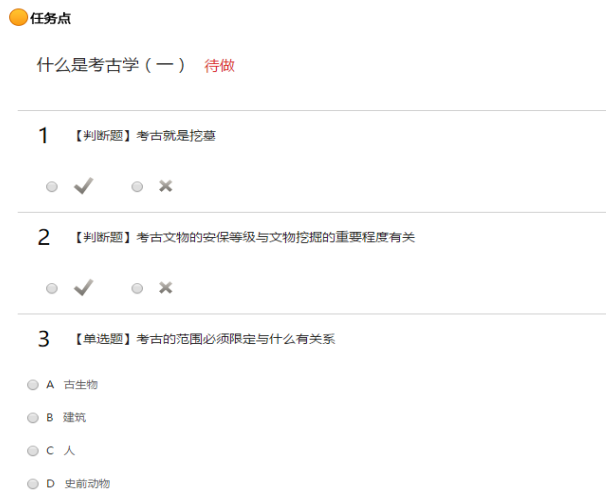 任务点
什么是考古学（一） 待做
1 【判断题】考古就是挖墓
2 【判断题】考古文物的安保等级与文物挖掘的重要程度有关
3 【单选题】考古的范围必须限定与什么有关系
A 古生物
B 建筑
C 人
D 史前动物